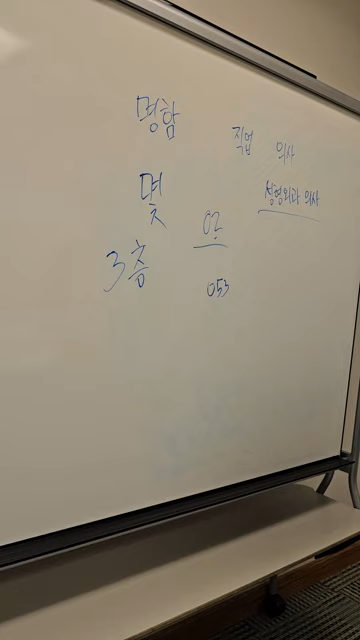 명함
직업 의사
몇
성형외과 의사
02
3층
053